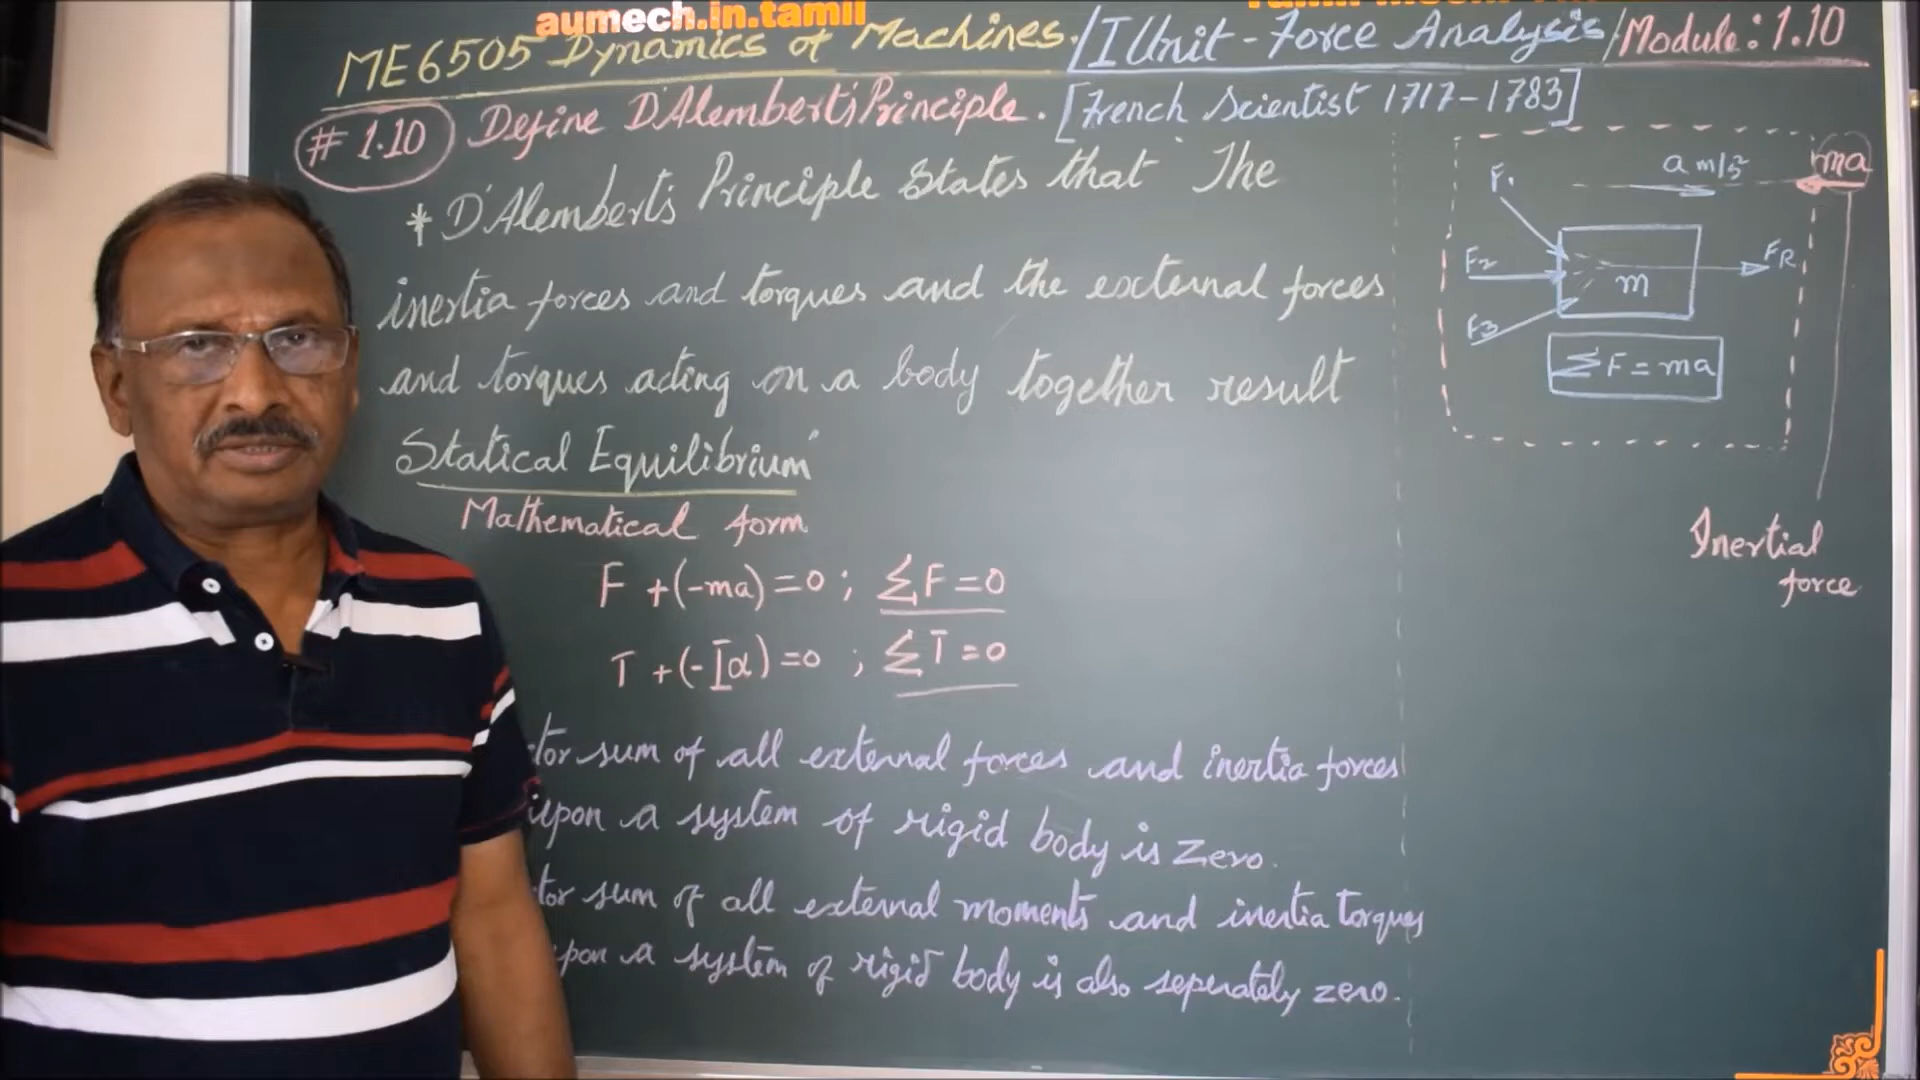 aumech.in.tamil
ME6505 Dynamics of Machines. / I Unit - Force Analysis / Module: 1.10
# 1.10 Define D'Alembert's Principle. [French Scientist 1717-1783]
* D'Alembert's Principle States that "The
inertia forces and torques and the external forces
and torques acting on a body together result
Statical Equilibrium"
Mathematical form
F + (-ma) = 0 ; ΣF = 0
T + (-Iα) = 0 ; ΣT = 0
tor sum of all external forces and inertia forces
upon a system of rigid body is Zero.
tor sum of all external moments and inertia torques
upon a system of rigid body is also seperately zero.
a m/s²
ma
F1
F2
F3
m
FR
ΣF = ma
Inertial
force